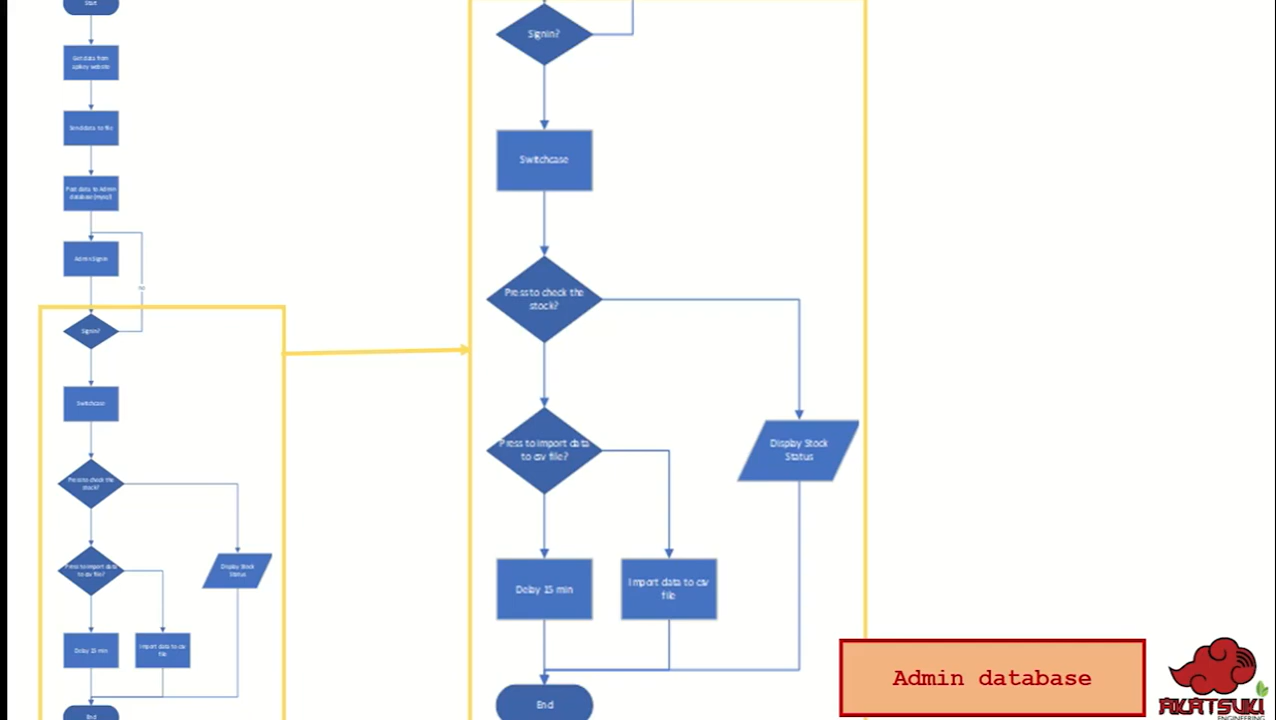 Start
Get data from
apikey website
Send data to file
Post data to Admin
database(mysql)
Admin Signin
no
Signin?
Switchcase
Press to check the
stock?
Press to import data
to csv file?
Display Stock
Status
Delay 15 min
Import data to csv
file
End
Signin?
Switchcase
Press to check the
stock?
Press to import data
to csv file?
Display Stock
Status
Delay 15 min
Import data to csv
file
End
Admin database
AKATSUKI
ENGINEERING